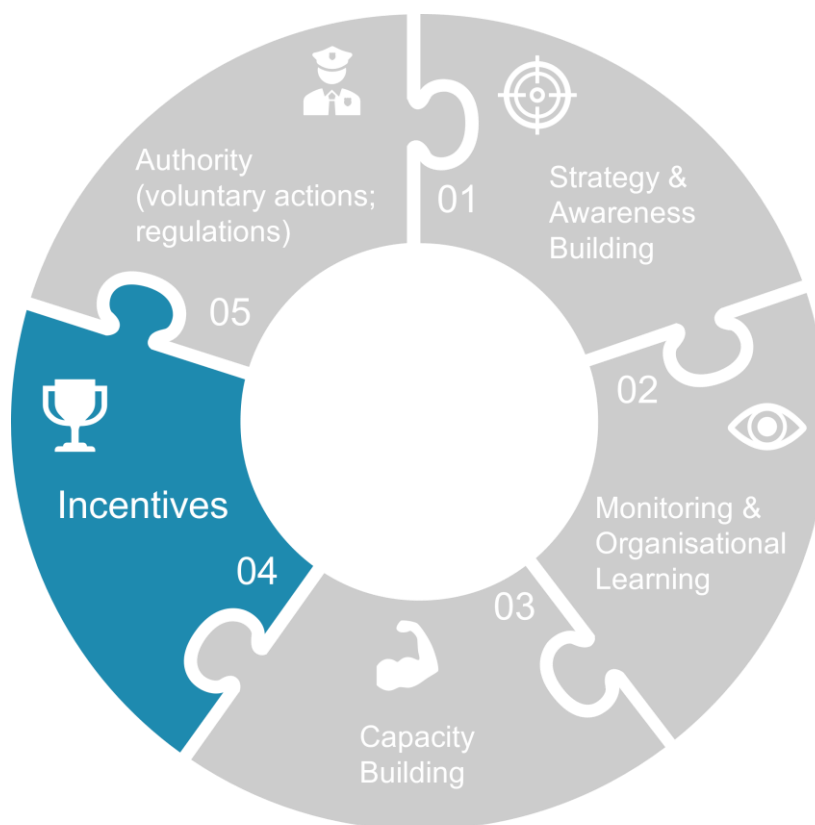 01
Strategy &
Awareness
Building
02
Monitoring &
Organisational
Learning
03
Capacity
Building
04
Incentives
05
Authority
(voluntary actions;
regulations)